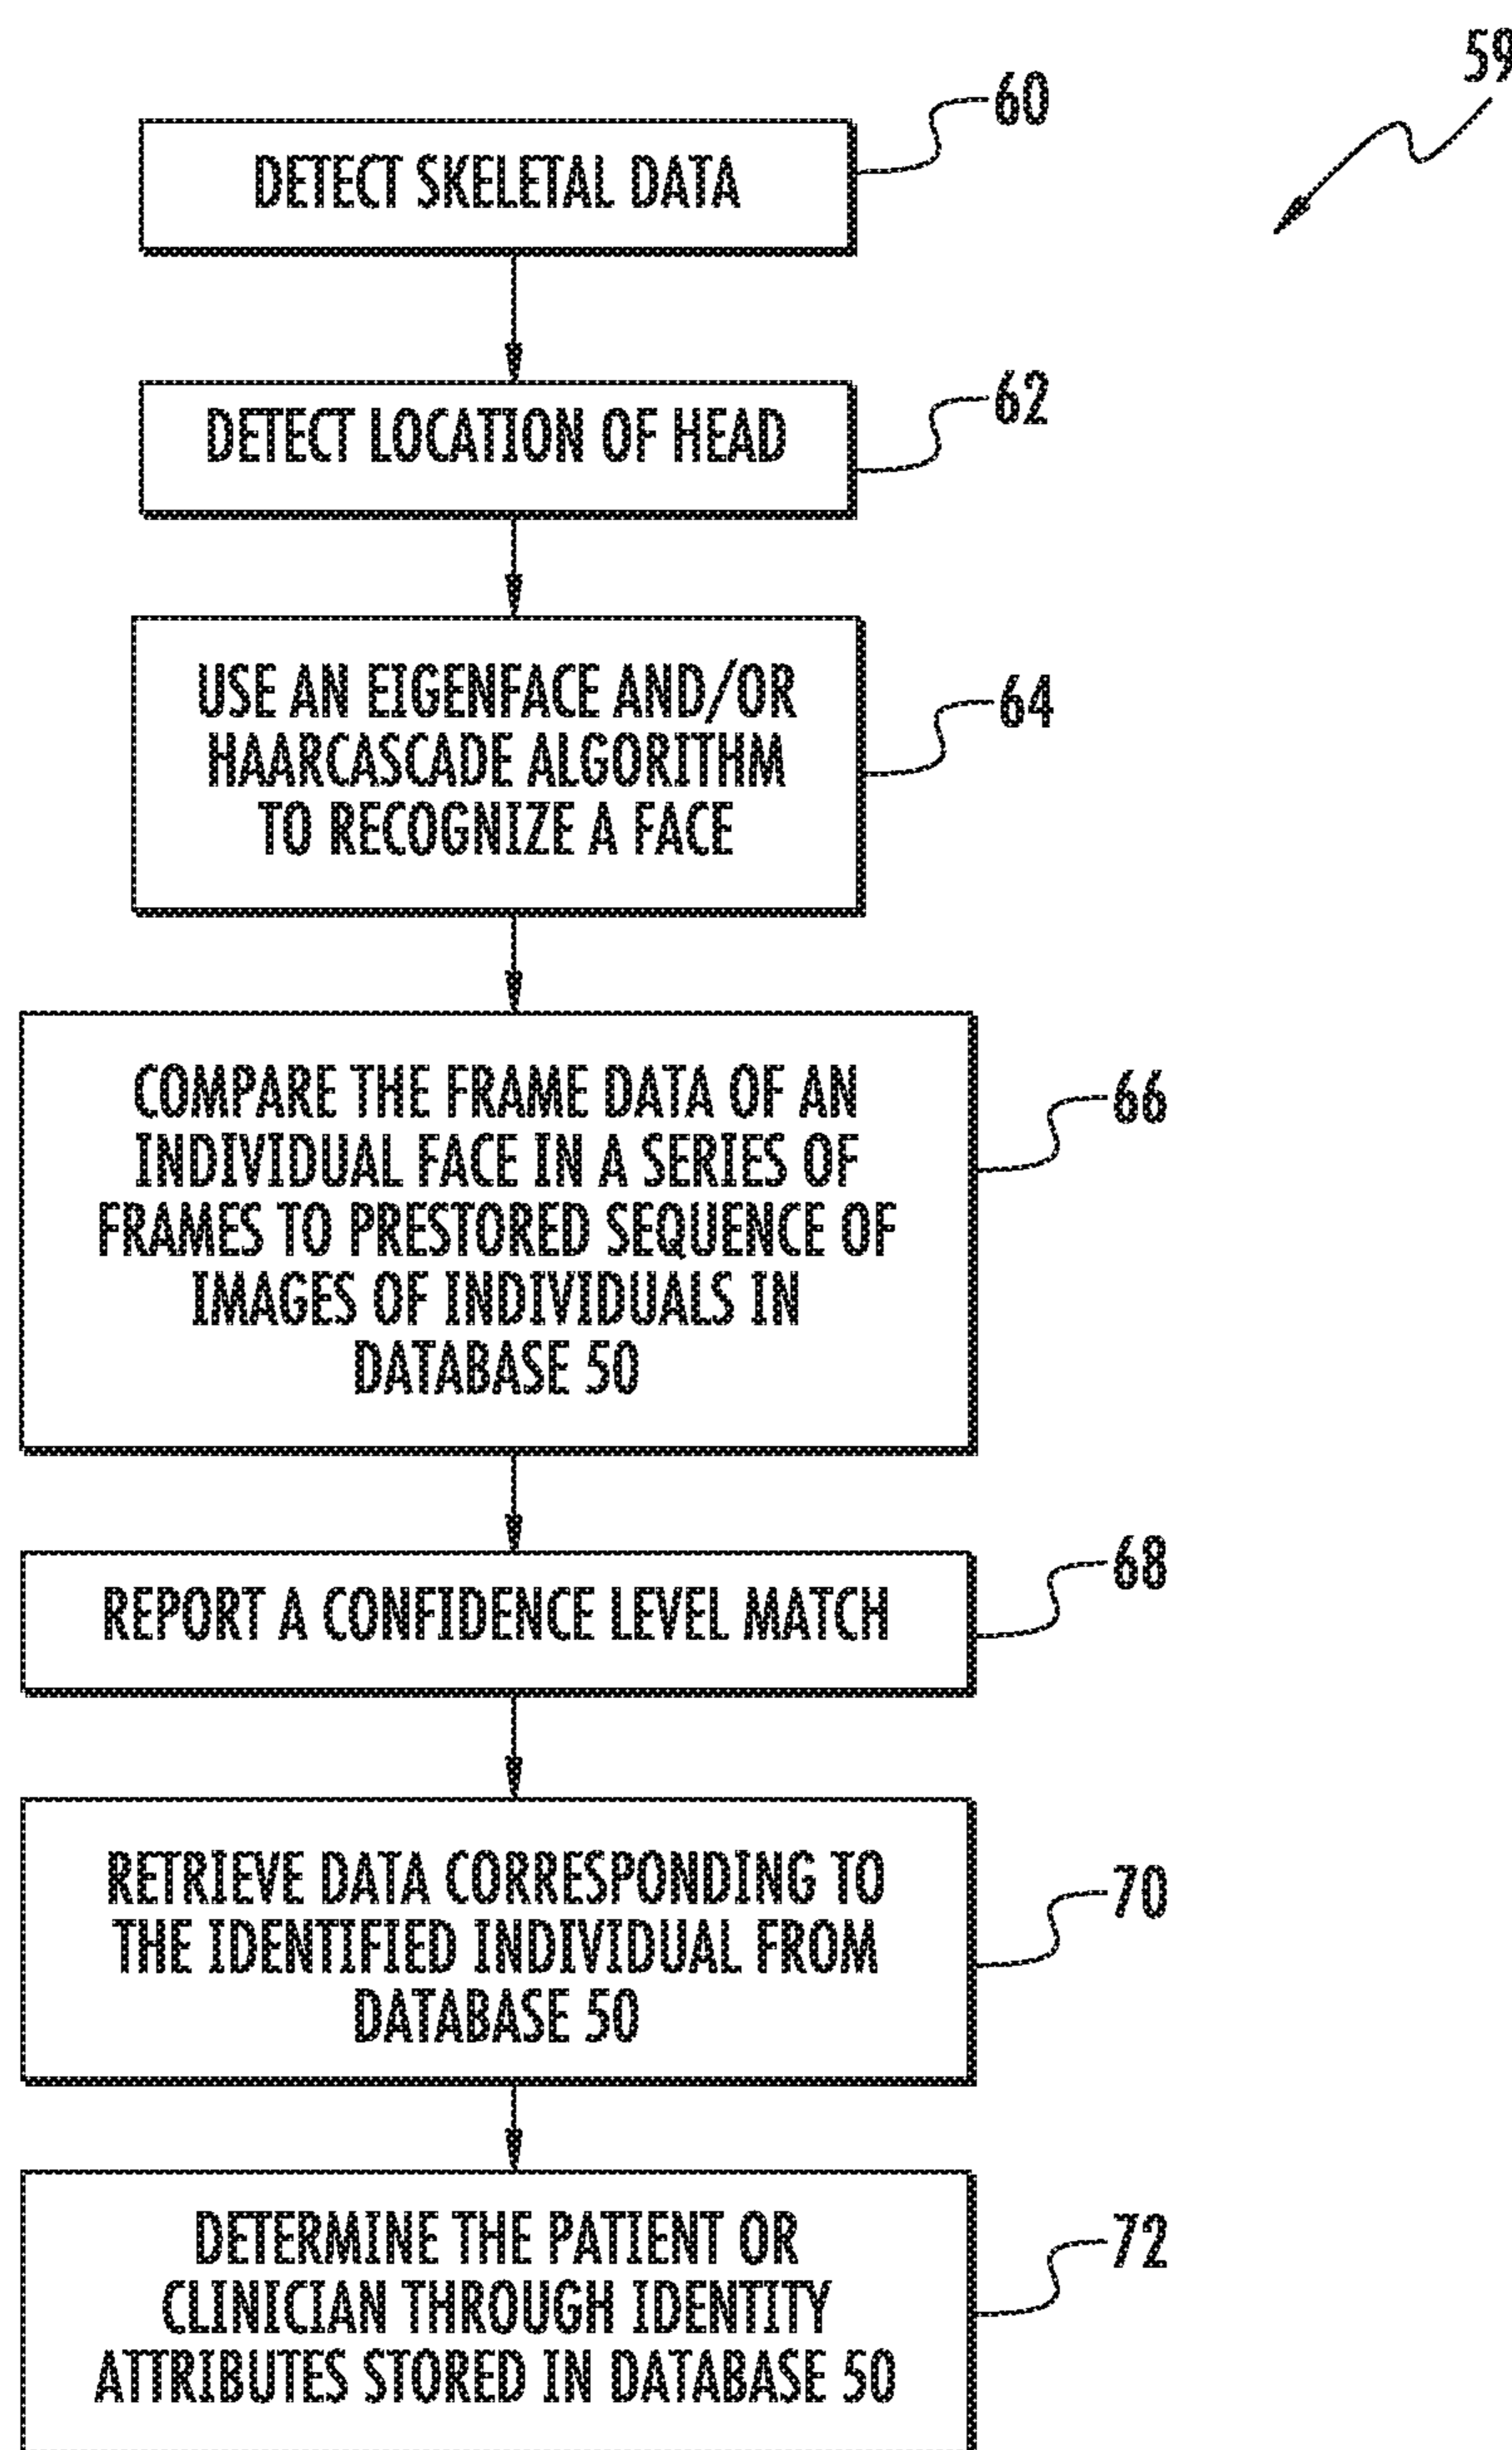 59
60
DETECT SKELETAL DATA
62
DETECT LOCATION OF HEAD
64
USE AN EIGENFACE AND/OR
HAARCASCADE ALGORITHM
TO RECOGNIZE A FACE
66
COMPARE THE FRAME DATA OF AN
INDIVIDUAL FACE IN A SERIES OF
FRAMES TO PRESTORED SEQUENCE OF
IMAGES OF INDIVIDUALS IN
DATABASE 50
68
REPORT A CONFIDENCE LEVEL MATCH
70
RETRIEVE DATA CORRESPONDING TO
THE IDENTIFIED INDIVIDUAL FROM
DATABASE 50
72
DETERMINE THE PATIENT OR
CLINICIAN THROUGH IDENTITY
ATTRIBUTES STORED IN DATABASE 50